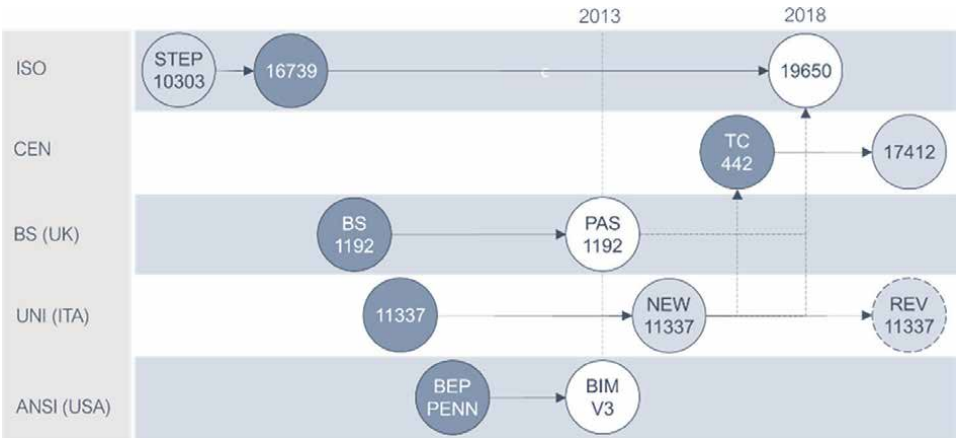 2013 2018
ISO
STEP
10303
16739
c
19650
CEN
TC
442
17412
BS (UK)
BS
1192
PAS
1192
UNI (ITA)
11337
NEW
11337
REV
11337
ANSI (USA)
BEP
PENN
BIM
V3